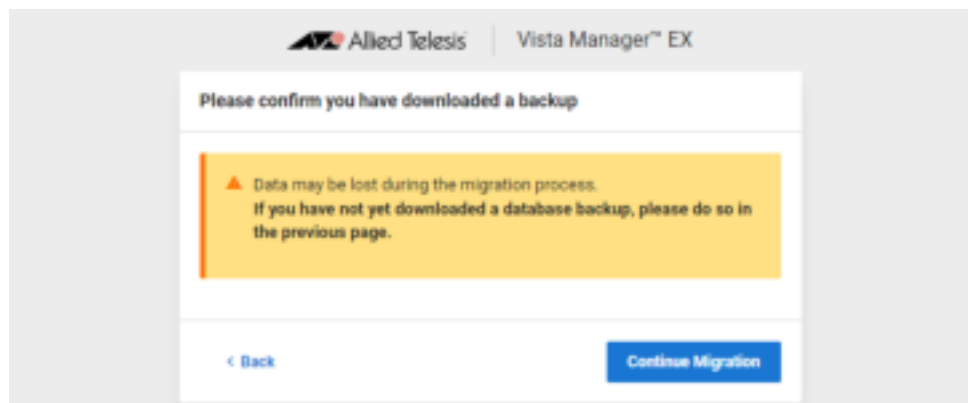 Allied Telesis Vista Manager™ EX
Please confirm you have downloaded a backup
Data may be lost during the migration process.
If you have not yet downloaded a database backup, please do so in
the previous page.
< Back Continue Migration